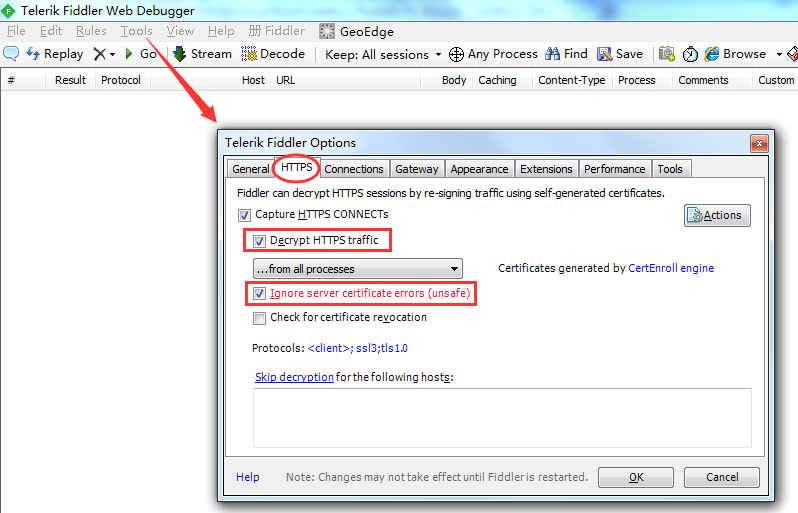 Telerik Fiddler Web Debugger
File Edit Rules Tools View Help Fiddler GeoEdge
Replay Go Stream Decode Keep: All sessions Any Process Find Save Browse
# Result Protocol Host URL Body Caching Content-Type Process Comments Custom
Telerik Fiddler Options
General HTTPS Connections Gateway Appearance Extensions Performance Tools
Fiddler can decrypt HTTPS sessions by re-signing traffic using self-generated certificates.
Capture HTTPS CONNECTs
Actions
Decrypt HTTPS traffic
...from all processes
Certificates generated by CertEnroll engine
Ignore server certificate errors (unsafe)
Check for certificate revocation
Protocols: <client>; ssl3;tls1.0
Skip decryption for the following hosts:
Help Note: Changes may not take effect until Fiddler is restarted. OK Cancel